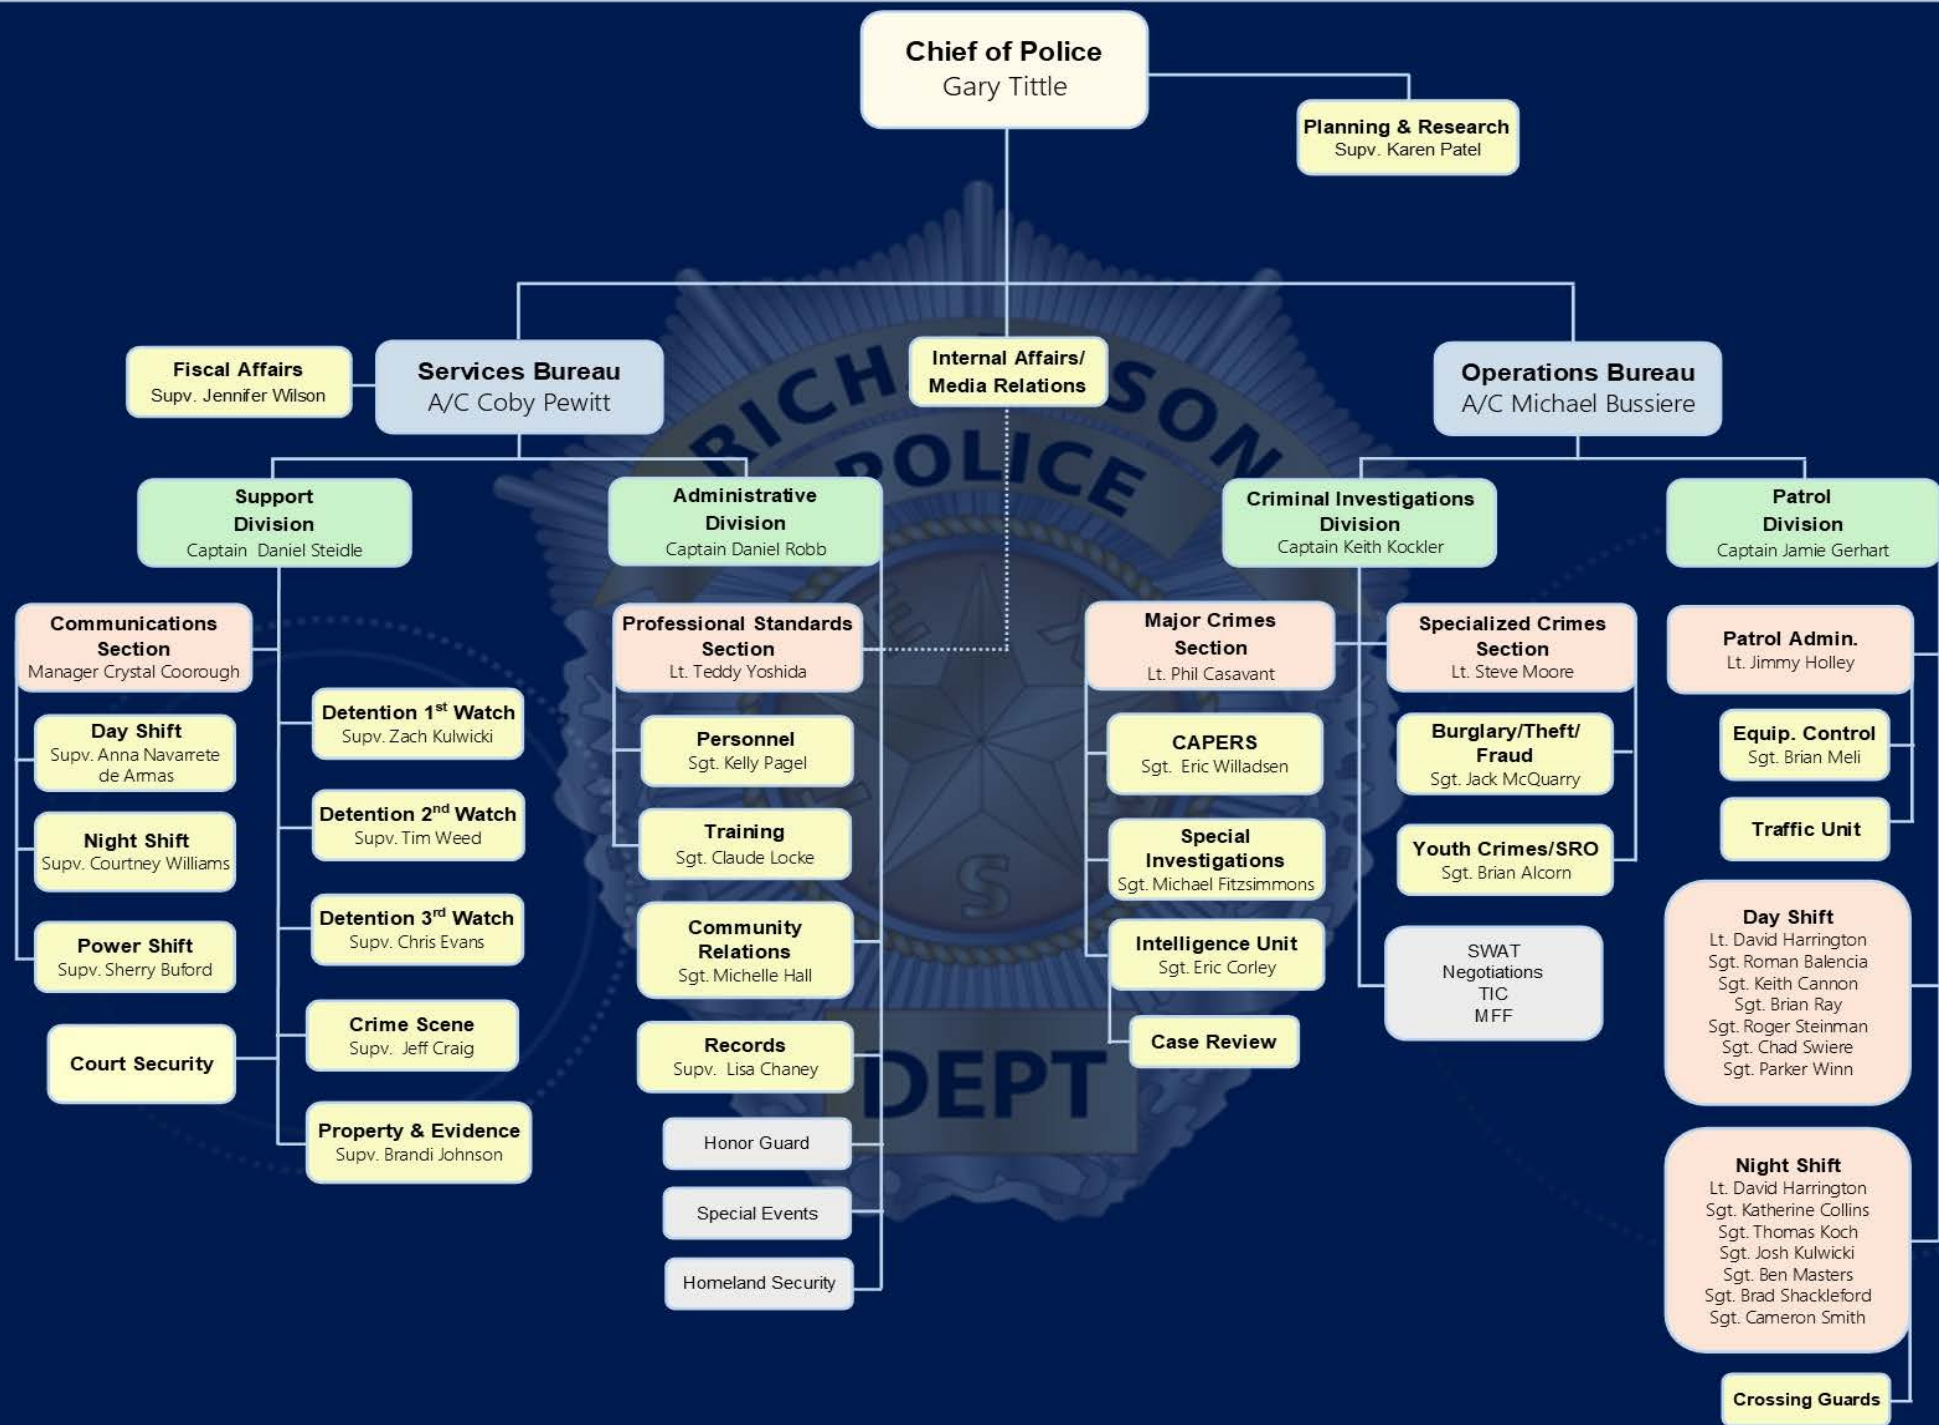 Chief of Police
Gary Tittle
Planning & Research
Supv. Karen Patel
Fiscal Affairs
Supv. Jennifer Wilson
Services Bureau
A/C Coby Pewitt
Internal Affairs/
Media Relations
Operations Bureau
A/C Michael Bussiere
Support
Division
Captain  Daniel Steidle
Administrative
Division
Captain Daniel Robb
Criminal Investigations
Division
Captain Keith Kockler
Patrol
Division
Captain Jamie Gerhart
Communications
Section
Manager Crystal Coorough
Day Shift
Supv. Anna Navarrete
de Armas
Night Shift
Supv. Courtney Williams
Power Shift
Supv. Sherry Buford
Court Security
Detention 1st Watch
Supv. Zach Kulwicki
Detention 2nd Watch
Supv. Tim Weed
Detention 3rd Watch
Supv. Chris Evans
Crime Scene
Supv.  Jeff Craig
Property & Evidence
Supv. Brandi Johnson
Professional Standards
Section
Lt. Teddy Yoshida
Personnel
Sgt. Kelly Pagel
Training
Sgt. Claude Locke
Community
Relations
Sgt. Michelle Hall
Records
Supv.  Lisa Chaney
Honor Guard
Special Events
Homeland Security
Major Crimes
Section
Lt. Phil Casavant
CAPERS
Sgt.  Eric Willadsen
Special
Investigations
Sgt. Michael Fitzsimmons
Intelligence Unit
Sgt. Eric Corley
Case Review
Specialized Crimes
Section
Lt. Steve Moore
Burglary/Theft/
Fraud
Sgt. Jack McQuarry
Youth Crimes/SRO
Sgt. Brian Alcorn
SWAT
Negotiations
TIC
MFF
Patrol Admin.
Lt. Jimmy Holley
Equip. Control
Sgt. Brian Meli
Traffic Unit
Day Shift
Lt. David Harrington
Sgt. Roman Balencia
Sgt. Keith Cannon
Sgt. Brian Ray
Sgt. Roger Steinman
Sgt. Chad Swiere
Sgt. Parker Winn
Night Shift
Lt. David Harrington
Sgt. Katherine Collins
Sgt. Thomas Koch
Sgt. Josh Kulwicki
Sgt. Ben Masters
Sgt. Brad Shackleford
Sgt. Cameron Smith
Crossing Guards
POLICE
DEPT